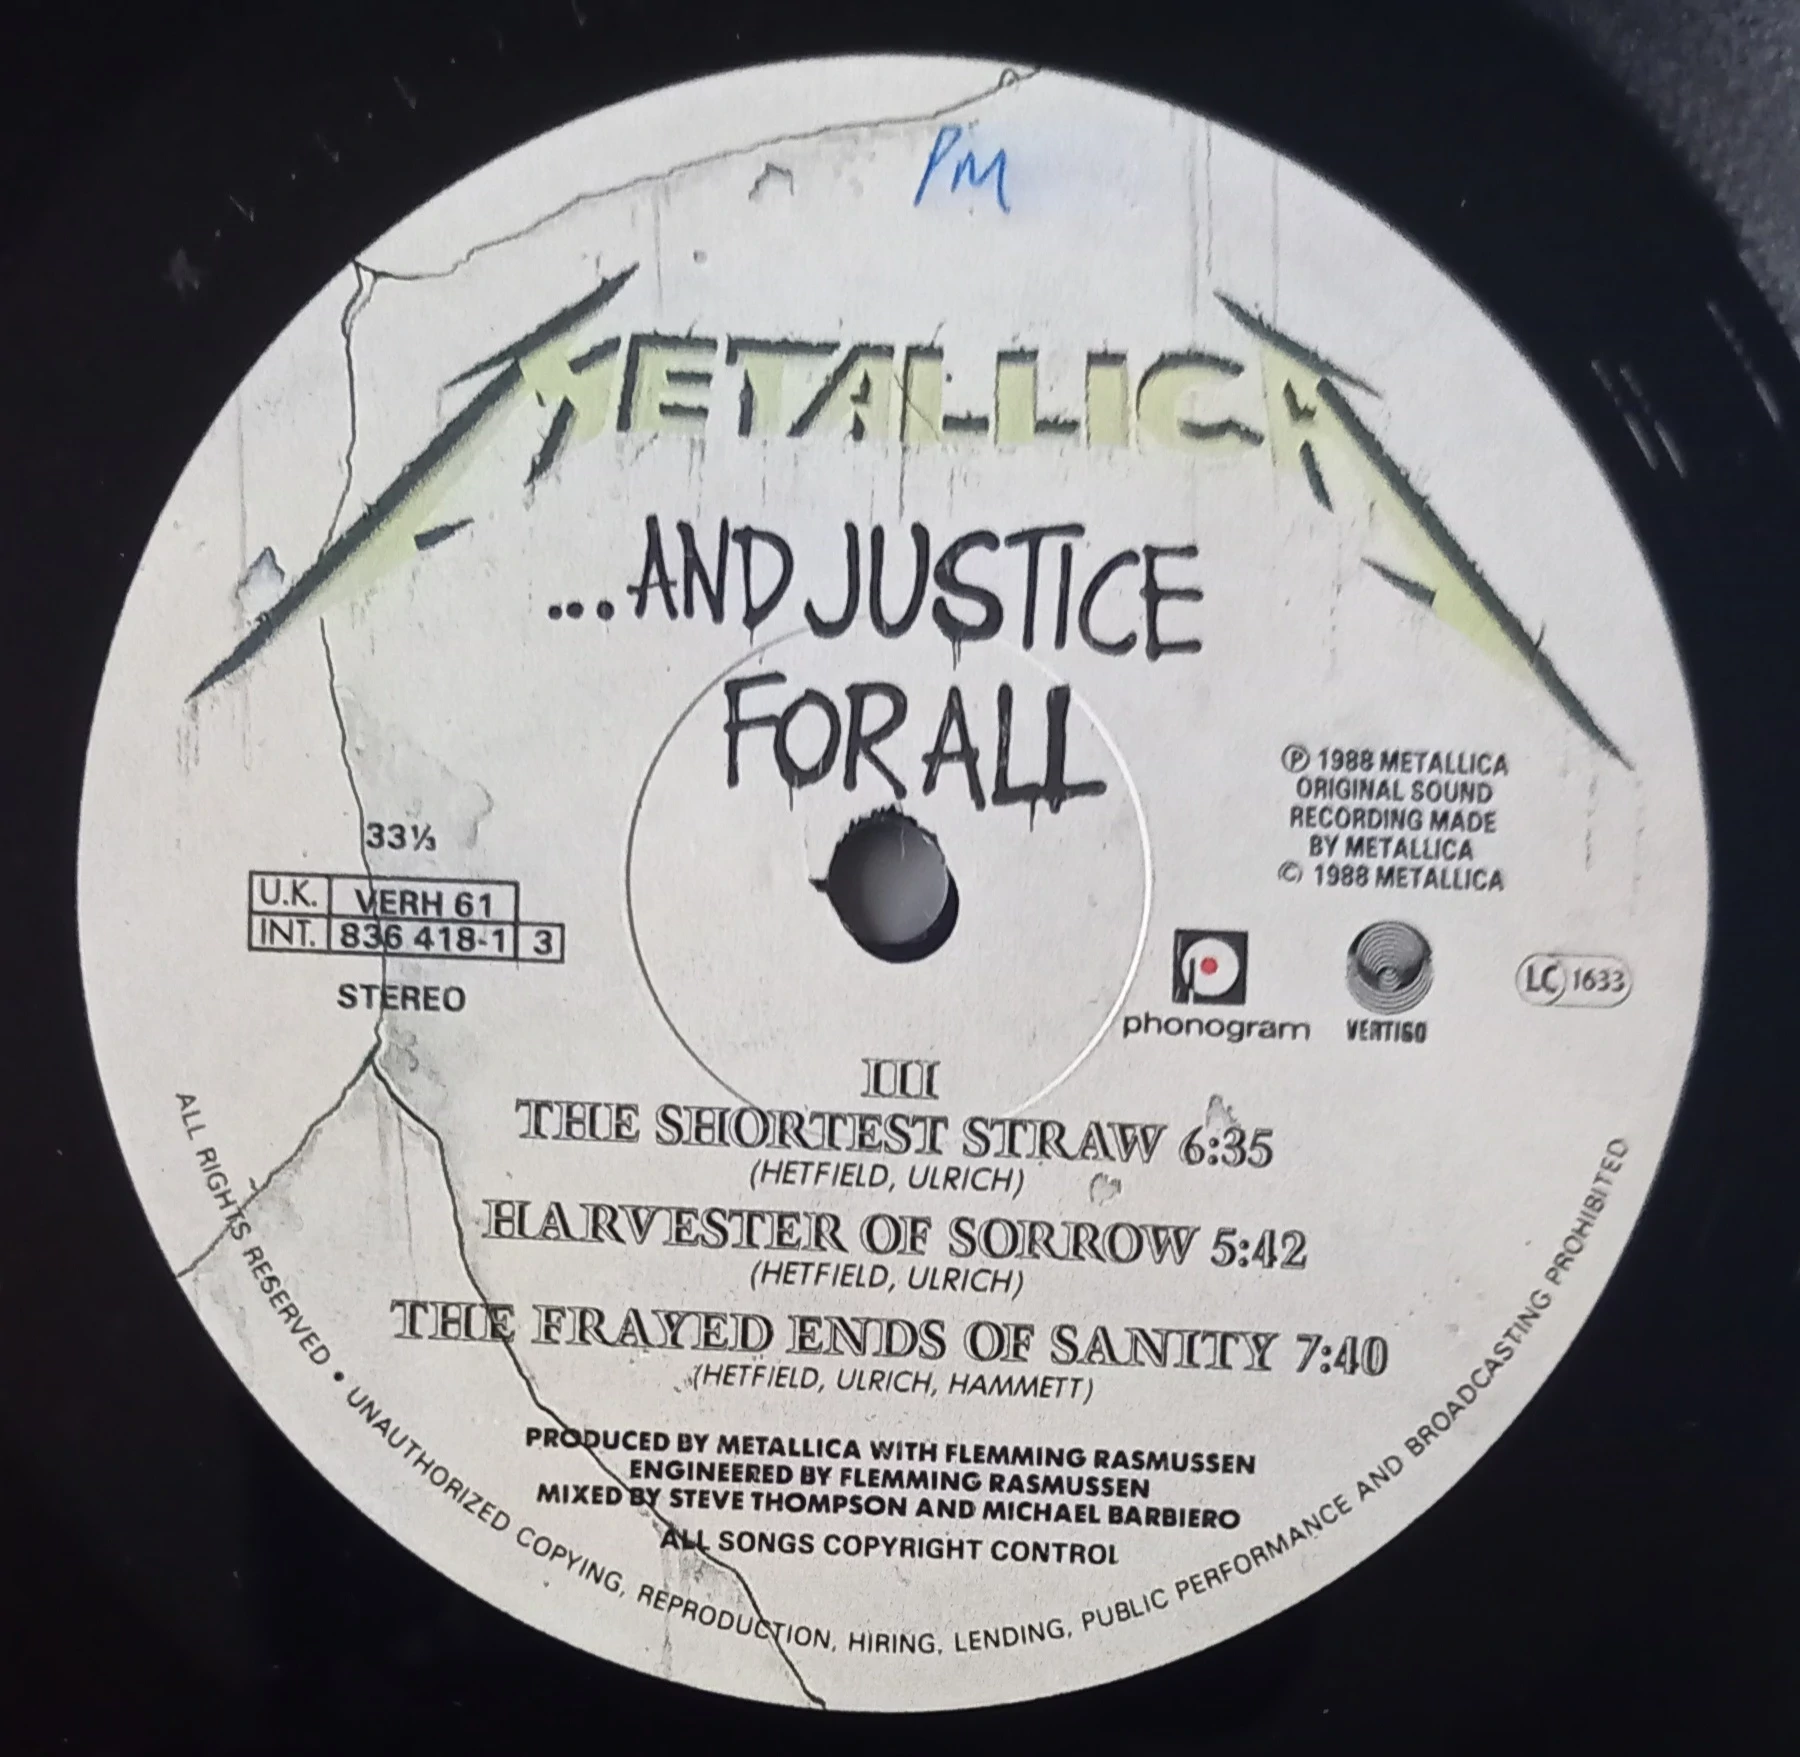 PM
METALLICA
...AND JUSTICE
FOR ALL
℗ 1988 METALLICA
ORIGINAL SOUND
RECORDING MADE
BY METALLICA
© 1988 METALLICA
33⅓
U.K. VERH 61
INT. 836 418-1 3
STEREO
phonogram
VERTIGO
LC 1633
III
THE SHORTEST STRAW 6:35
(HETFIELD, ULRICH)
HARVESTER OF SORROW 5:42
(HETFIELD, ULRICH)
THE FRAYED ENDS OF SANITY 7:40
(HETFIELD, ULRICH, HAMMETT)
PRODUCED BY METALLICA WITH FLEMMING RASMUSSEN
ENGINEERED BY FLEMMING RASMUSSEN
MIXED BY STEVE THOMPSON AND MICHAEL BARBIERO
ALL SONGS COPYRIGHT CONTROL
ALL RIGHTS RESERVED • UNAUTHORIZED COPYING, REPRODUCTION, HIRING, LENDING, PUBLIC PERFORMANCE AND BROADCASTING PROHIBITED